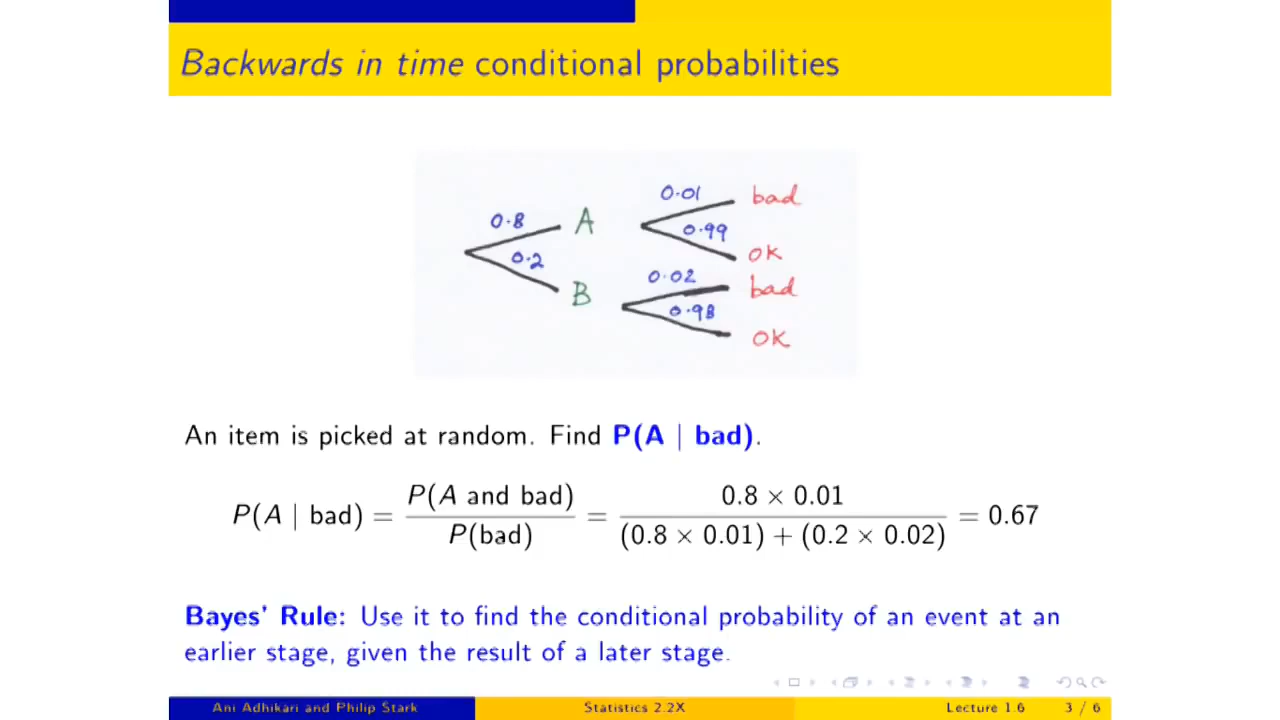 Backwards in time conditional probabilities
0.01 bad
0.8 A
0.99
0.2 ok
0.02
B bad
0.98
ok
An item is picked at random. Find P(A | bad).
P(A | bad) = P(A and bad) / P(bad) = 0.8 × 0.01 / (0.8 × 0.01) + (0.2 × 0.02) = 0.67
Bayes' Rule: Use it to find the conditional probability of an event at an
earlier stage, given the result of a later stage.
Ani Adhikari and Philip Stark Statistics 2.2X Lecture 1.6 3 / 6